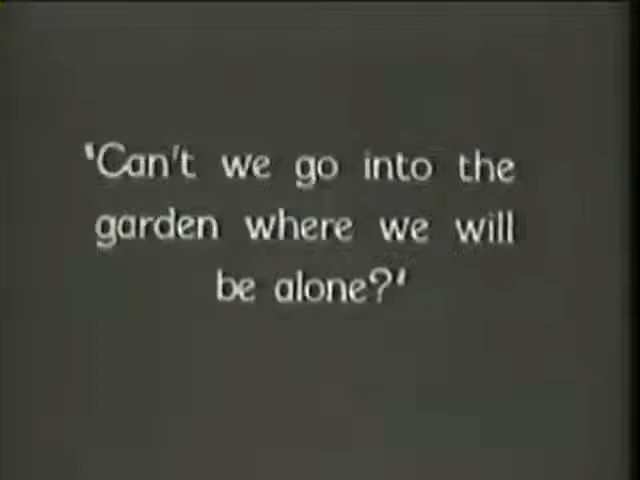 'Can't we go into the
garden where we will
be alone?'